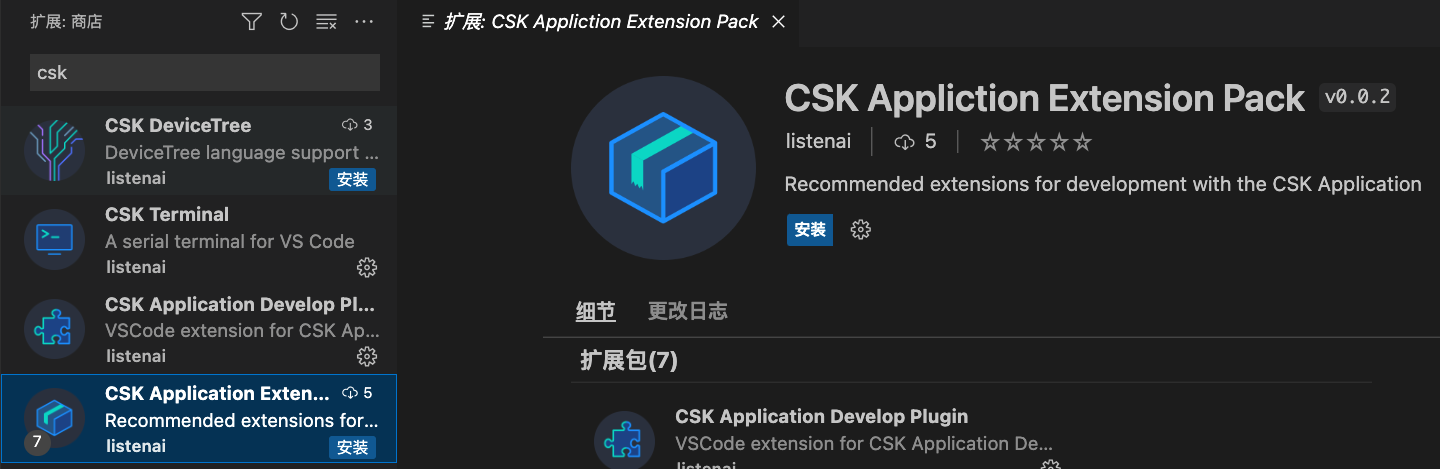 扩展: 商店
csk
CSK DeviceTree 3
DeviceTree language support ...
listenai 安装
CSK Terminal
A serial terminal for VS Code
listenai
CSK Application Develop Pl...
VSCode extension for CSK Ap...
listenai
CSK Application Exten... 5
Recommended extensions for...
7 listenai 安装
扩展: CSK Appliction Extension Pack
CSK Appliction Extension Pack v0.0.2
listenai 5
Recommended extensions for development with the CSK Application
安装
细节 更改日志
扩展包(7)
CSK Application Develop Plugin
VSCode extension for CSK Application De...
listenai